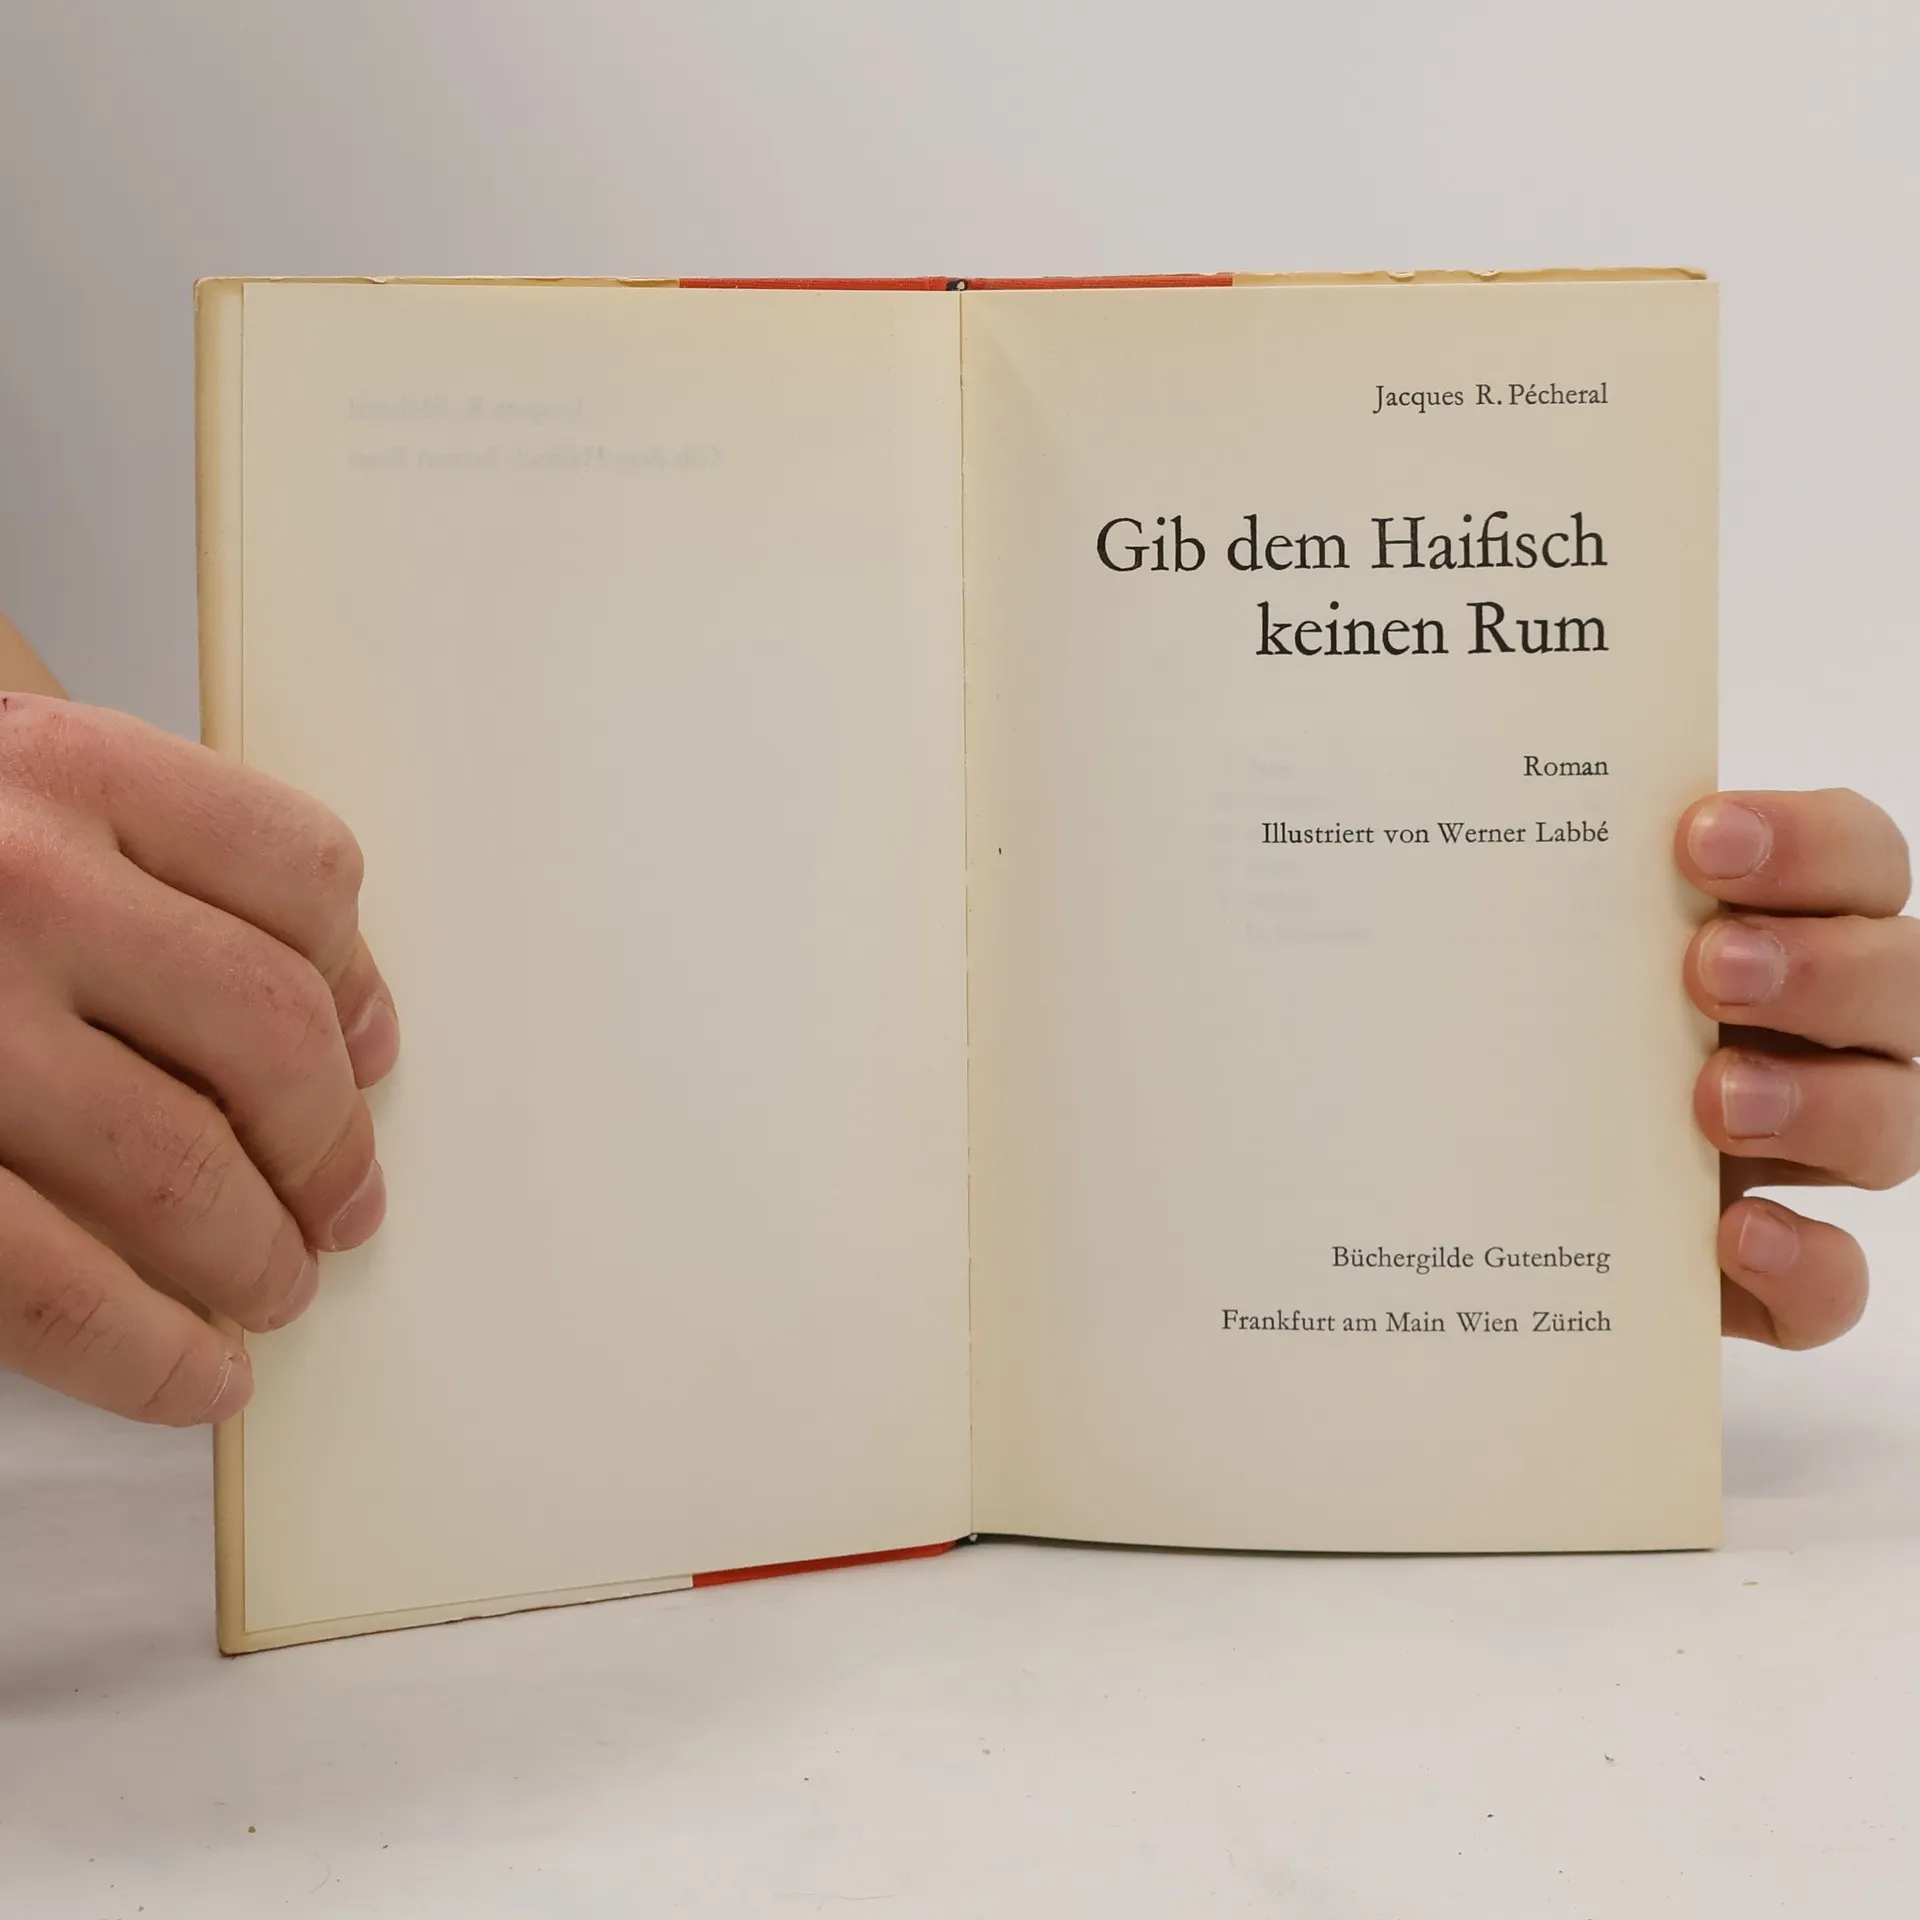 Jacques R. Pécheral
Gib dem Haifisch
keinen Rum
Roman
Illustriert von Werner Labbé
Büchergilde Gutenberg
Frankfurt am Main Wien Zürich